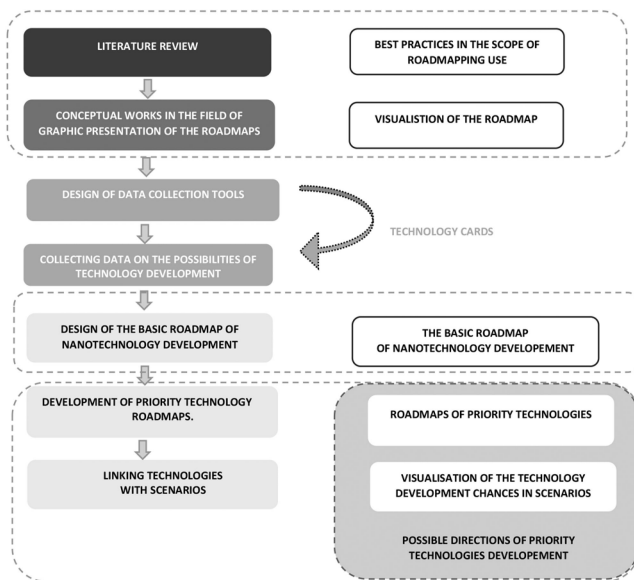 LITERATURE REVIEW
BEST PRACTICES IN THE SCOPE OF
ROADMAPPING USE
CONCEPTUAL WORKS IN THE FIELD OF
GRAPHIC PRESENTATION OF THE ROADMAPS
VISUALISTION OF THE ROADMAP
DESIGN OF DATA COLLECTION TOOLS
TECHNOLOGY CARDS
COLLECTING DATA ON THE POSSIBILITIES OF
TECHNOLOGY DEVELOPMENT
DESIGN OF THE BASIC ROADMAP OF
NANOTECHNOLOGY DEVELOPMENT
THE BASIC ROADMAP
OF NANOTECHNOLOGY DEVELOPEMENT
DEVELOPMENT OF PRIORITY TECHNOLOGY
ROADMAPS.
ROADMAPS OF PRIORITY TECHNOLOGIES
LINKING TECHNOLOGIES
WITH SCENARIOS
VISUALISATION OF THE TECHNOLOGY
DEVELOPMENT CHANCES IN SCENARIOS
POSSIBLE DIRECTIONS OF PRIORITY
TECHNOLOGIES DEVELOPEMENT